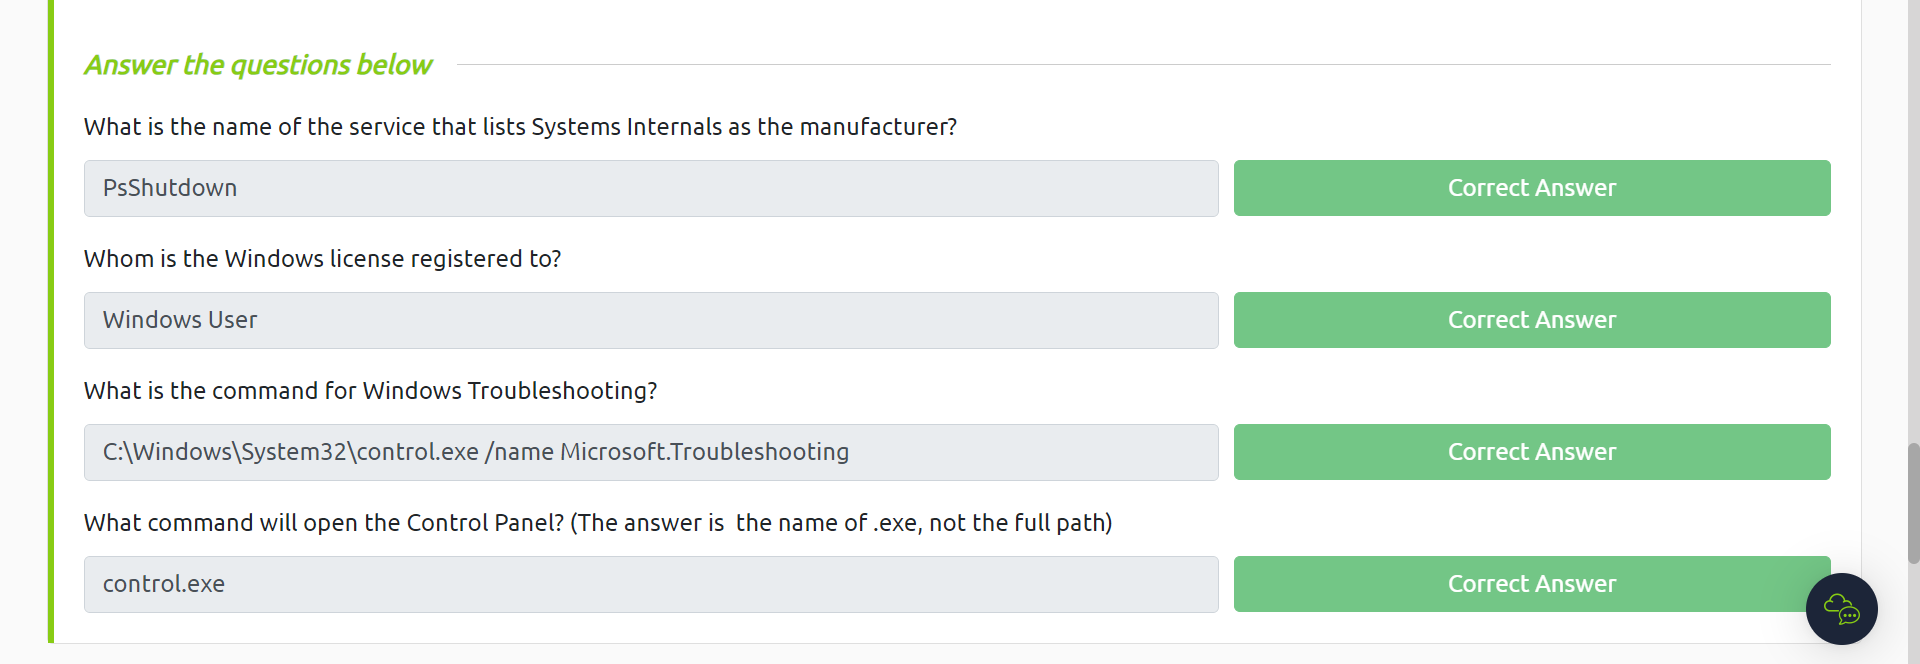 Answer the questions below
What is the name of the service that lists Systems Internals as the manufacturer?
PsShutdown
Correct Answer
Whom is the Windows license registered to?
Windows User
Correct Answer
What is the command for Windows Troubleshooting?
C:\Windows\System32\control.exe /name Microsoft.Troubleshooting
Correct Answer
What command will open the Control Panel? (The answer is  the name of .exe, not the full path)
control.exe
Correct Answer